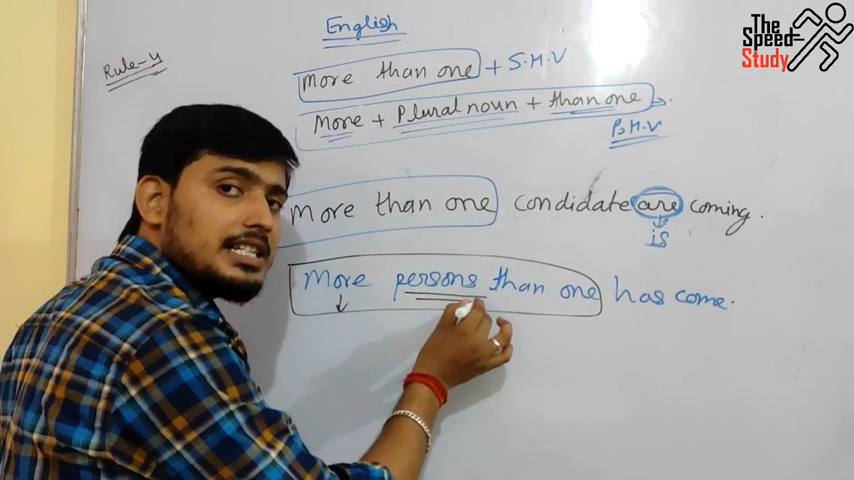 English
The
Speed
Study
Rule-4
More than one + S.H.V
More + Plural noun + than one
P.H.V
More than one condidate are coming.
is
More persons than one has come.